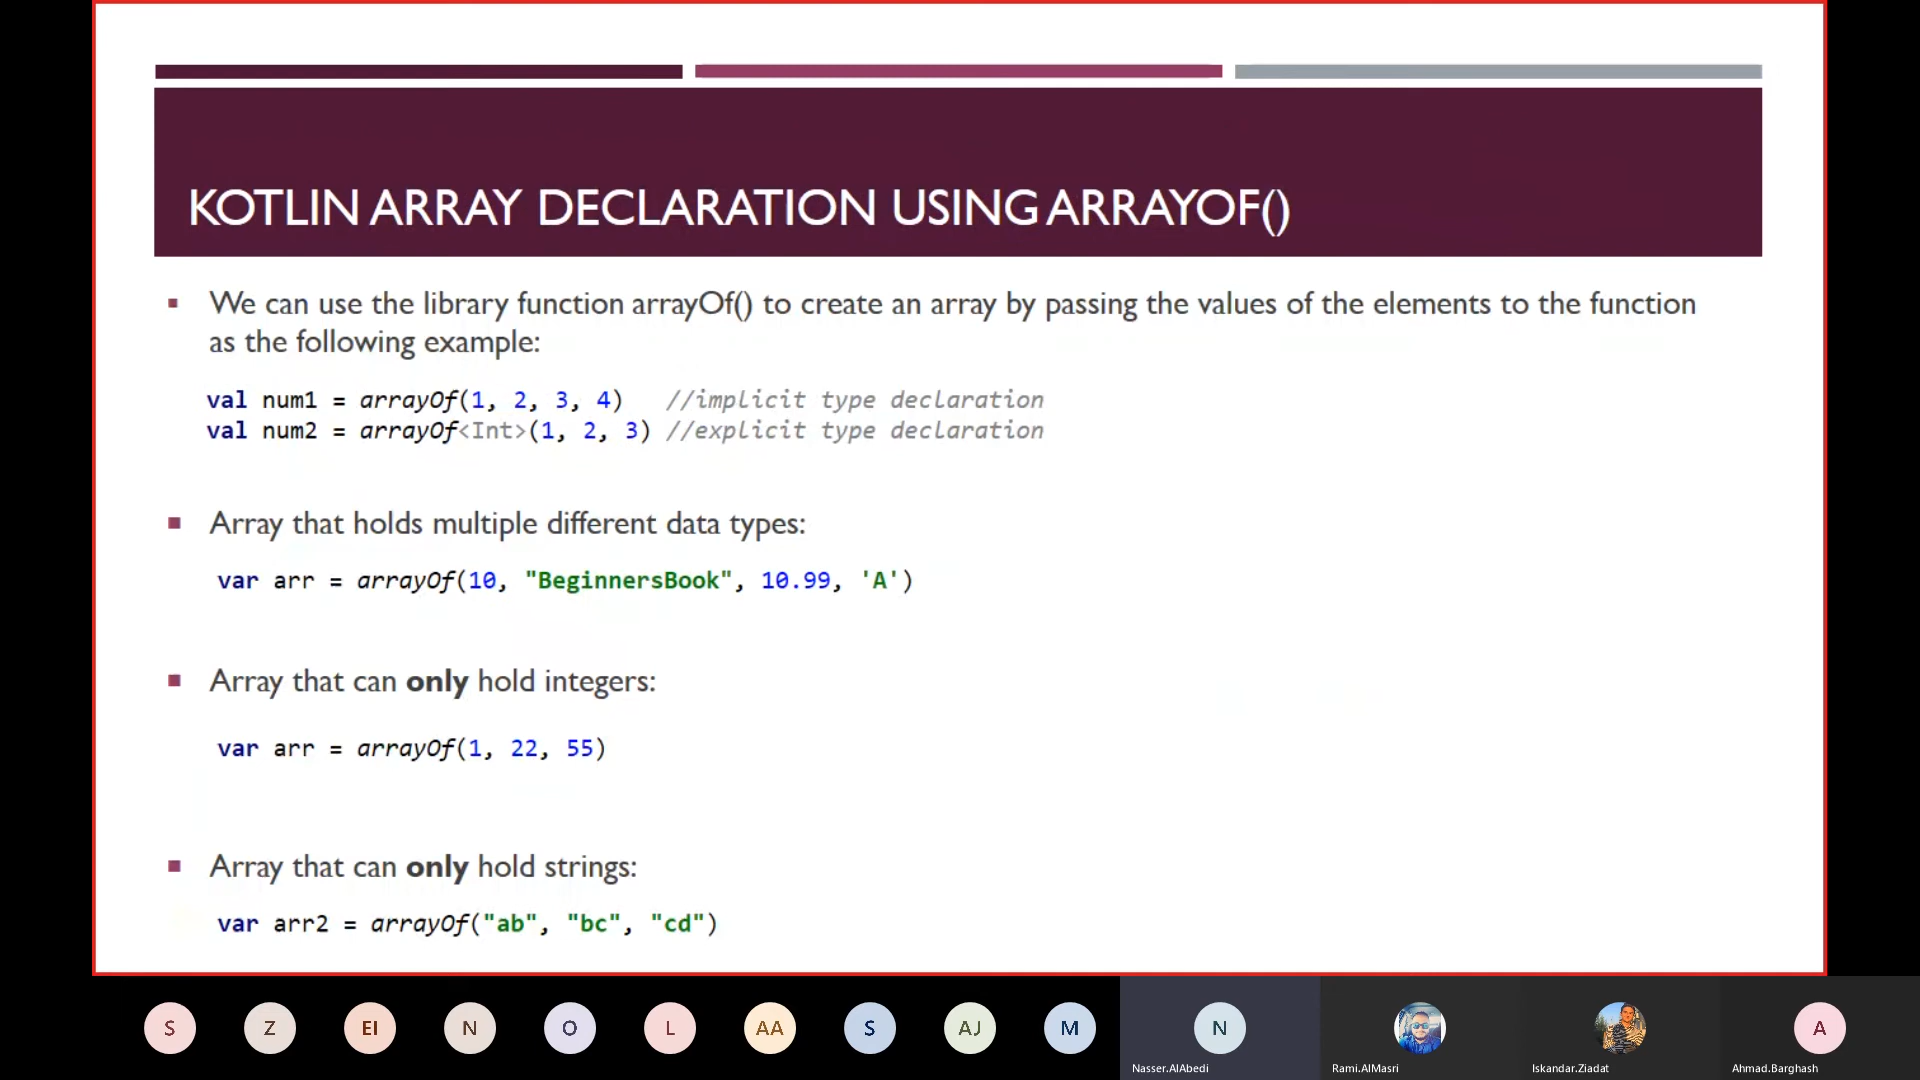 KOTLIN ARRAY DECLARATION USING ARRAYOF()
We can use the library function arrayOf() to create an array by passing the values of the elements to the function
as the following example:
val num1 = arrayOf(1, 2, 3, 4)   //implicit type declaration
val num2 = arrayOf<Int>(1, 2, 3) //explicit type declaration
Array that holds multiple different data types:
var arr = arrayOf(10, "BeginnersBook", 10.99, 'A')
Array that can only hold integers:
var arr = arrayOf(1, 22, 55)
Array that can only hold strings:
var arr2 = arrayOf("ab", "bc", "cd")
S Z EI N O L AA S AJ M N A
Nasser.AlAbedi Rami.AlMasri Iskandar.Ziadat Ahmad.Barghash